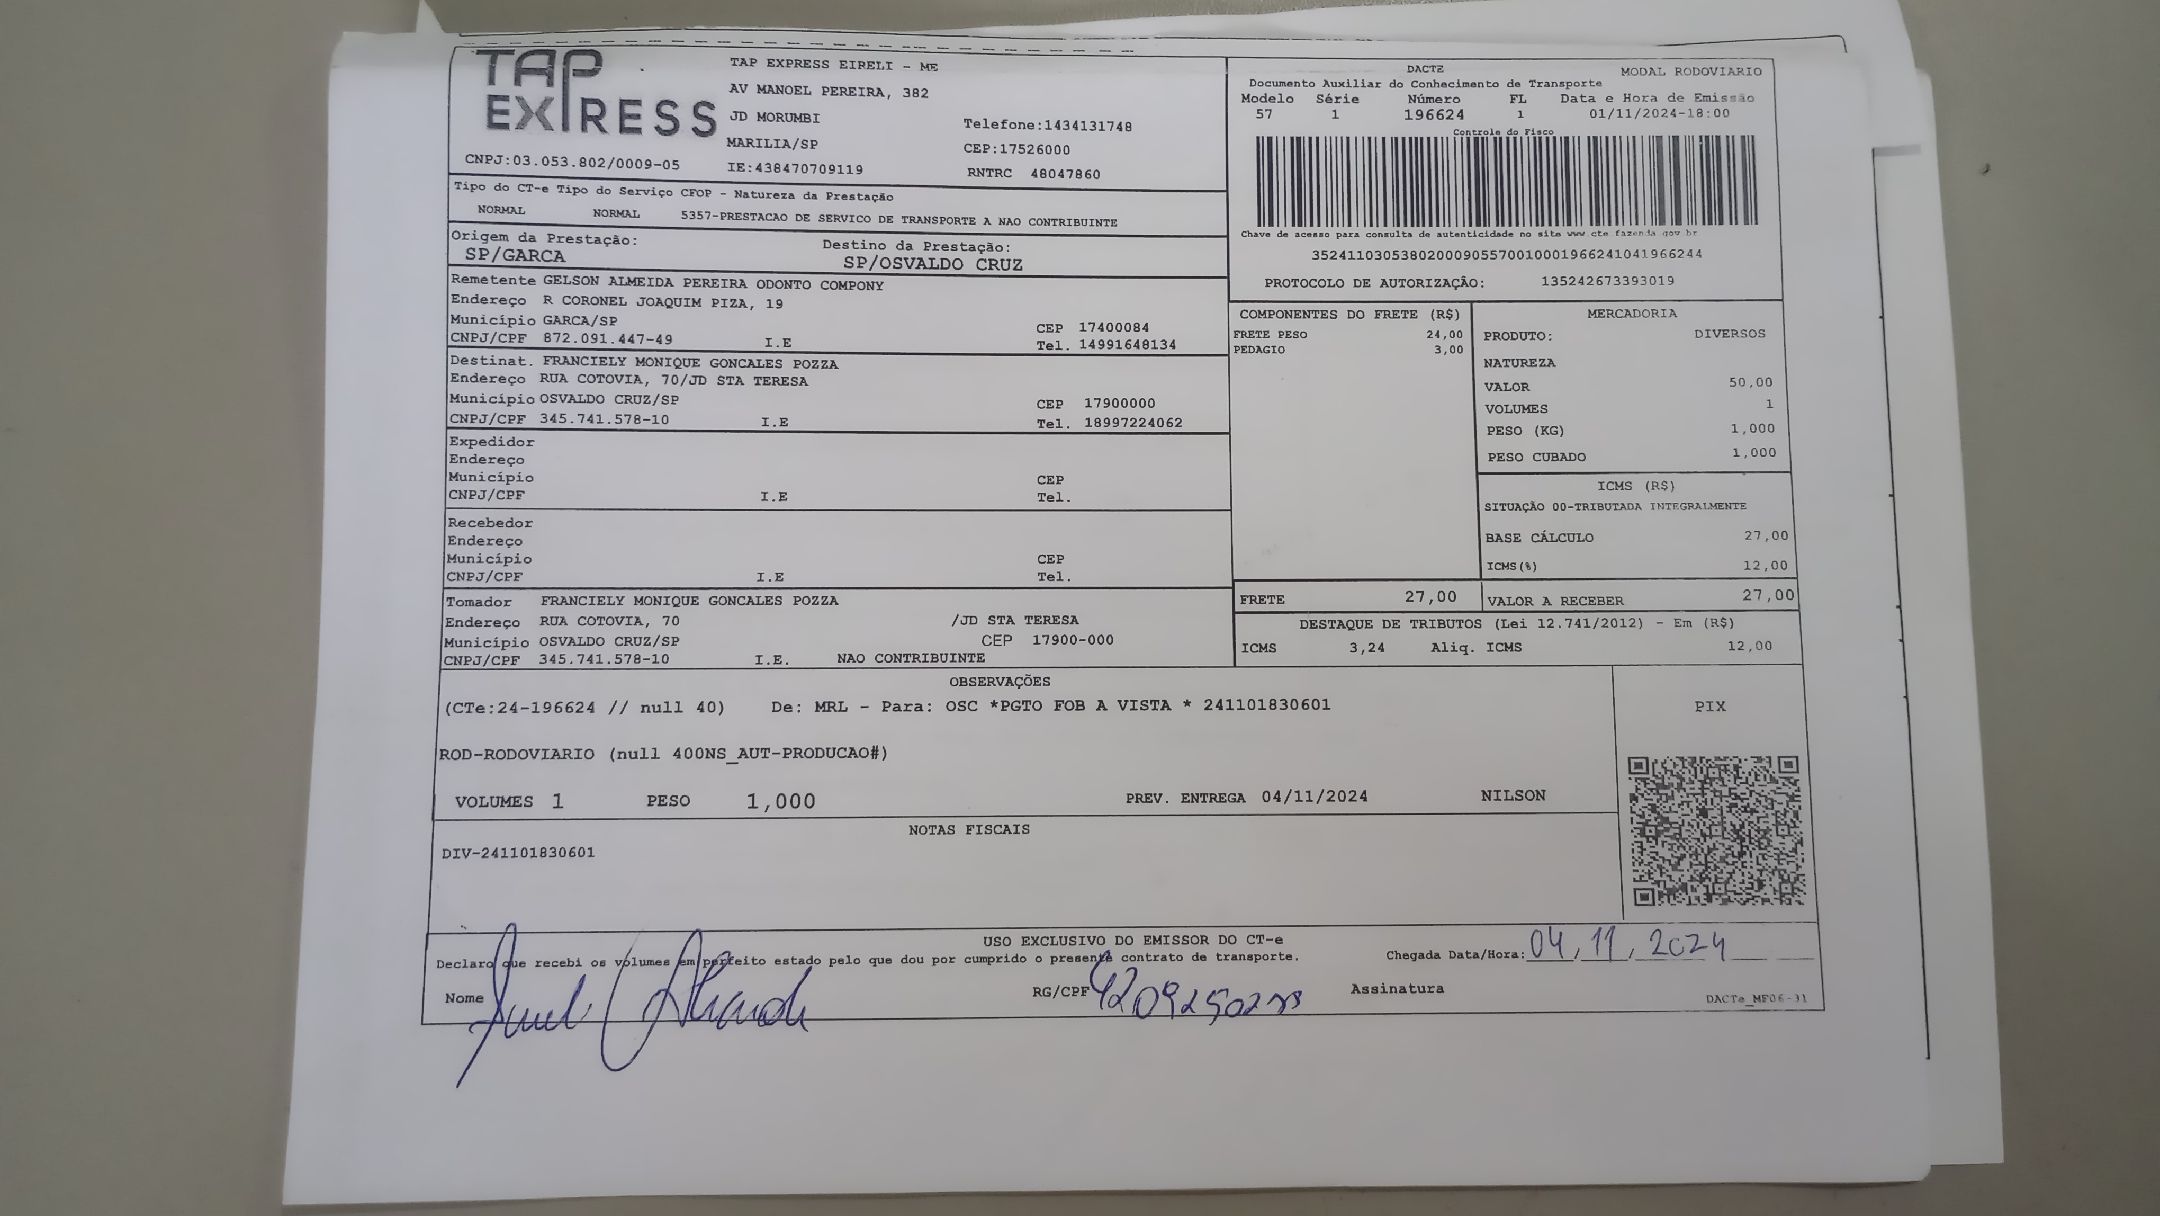 TAP
EXPRESS
CNPJ:03.053.802/0009-05
TAP EXPRESS EIRELI - ME
AV MANOEL PEREIRA, 382
JD MORUMBI
Telefone:1434131748
MARILIA/SP
CEP:17526000
IE:438470709119
RNTRC 48047860
DACTE MODAL RODOVIARIO
Documento Auxiliar do Conhecimento de Transporte
Modelo Série Número FL Data e Hora de Emissão
57 1 196624 1 01/11/2024-18:00
Controle do Fisco
Chave de acesso para consulta de autenticidade no site www.cte.fazenda.gov.br
35241103053802000905570010001966241041966244
PROTOCOLO DE AUTORIZAÇÃO: 135242673393019
Tipo do CT-e Tipo do Serviço CFOP - Natureza da Prestação
NORMAL NORMAL 5357-PRESTACAO DE SERVICO DE TRANSPORTE A NAO CONTRIBUINTE
Origem da Prestação: Destino da Prestação:
SP/GARCA SP/OSVALDO CRUZ
Remetente GELSON ALMEIDA PEREIRA ODONTO COMPONY
Endereço R CORONEL JOAQUIM PIZA, 19
Município GARCA/SP CEP 17400084
CNPJ/CPF 872.091.447-49 I.E Tel. 14991648134
Destinat. FRANCIELY MONIQUE GONCALES POZZA
Endereço RUA COTOVIA, 70/JD STA TERESA
Município OSVALDO CRUZ/SP CEP 17900000
CNPJ/CPF 345.741.578-10 I.E Tel. 18997224062
Expedidor
Endereço
Município CEP
CNPJ/CPF I.E Tel.
Recebedor
Endereço
Município CEP
CNPJ/CPF I.E Tel.
Tomador FRANCIELY MONIQUE GONCALES POZZA
Endereço RUA COTOVIA, 70 /JD STA TERESA
Município OSVALDO CRUZ/SP CEP 17900-000
CNPJ/CPF 345.741.578-10 I.E. NAO CONTRIBUINTE
COMPONENTES DO FRETE (R$)
FRETE PESO 24,00
PEDAGIO 3,00
MERCADORIA
PRODUTO: DIVERSOS
NATUREZA
VALOR 50,00
VOLUMES 1
PESO (KG) 1,000
PESO CUBADO 1,000
ICMS (R$)
SITUAÇÃO 00-TRIBUTADA INTEGRALMENTE
BASE CÁLCULO 27,00
ICMS(%) 12,00
FRETE 27,00 VALOR A RECEBER 27,00
DESTAQUE DE TRIBUTOS (Lei 12.741/2012) - Em (R$)
ICMS 3,24 Aliq. ICMS 12,00
OBSERVAÇÕES
(CTe:24-196624 // null 40) De: MRL - Para: OSC *PGTO FOB A VISTA * 241101830601
ROD-RODOVIARIO (null 400NS_AUT-PRODUCAO#)
VOLUMES 1 PESO 1,000 PREV. ENTREGA 04/11/2024 NILSON
PIX
NOTAS FISCAIS
DIV-241101830601
USO EXCLUSIVO DO EMISSOR DO CT-e
Declaro que recebi os volumes em perfeito estado pelo que dou por cumprido o presente contrato de transporte.
Chegada Data/Hora: 04, 11, 2024
Nome RG/CPF Assinatura
DACTe_MF06-31